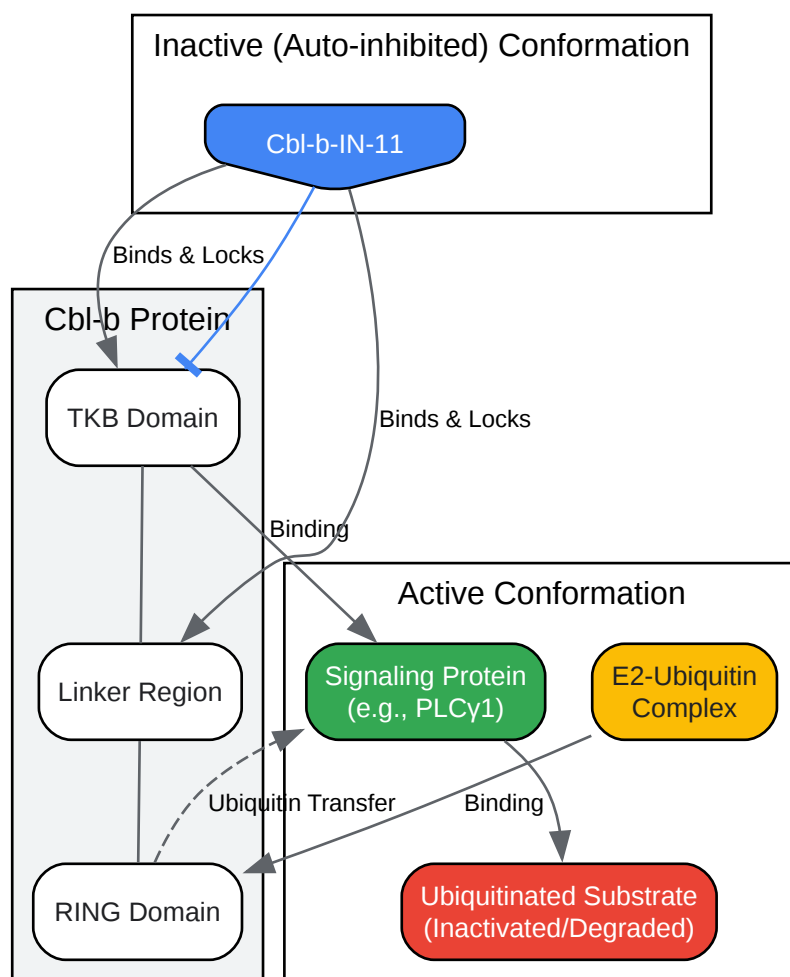 Inactive (Auto-inhibited) Conformation
Cbl-b-IN-11
Binds & Locks
Cbl-b Protein
TKB Domain
Binds & Locks
Binding
Active Conformation
Linker Region
Signaling Protein
(e.g., PLCγ1)
E2-Ubiquitin
Complex
Ubiquitin Transfer
Binding
RING Domain
Ubiquitinated Substrate
(Inactivated/Degraded)